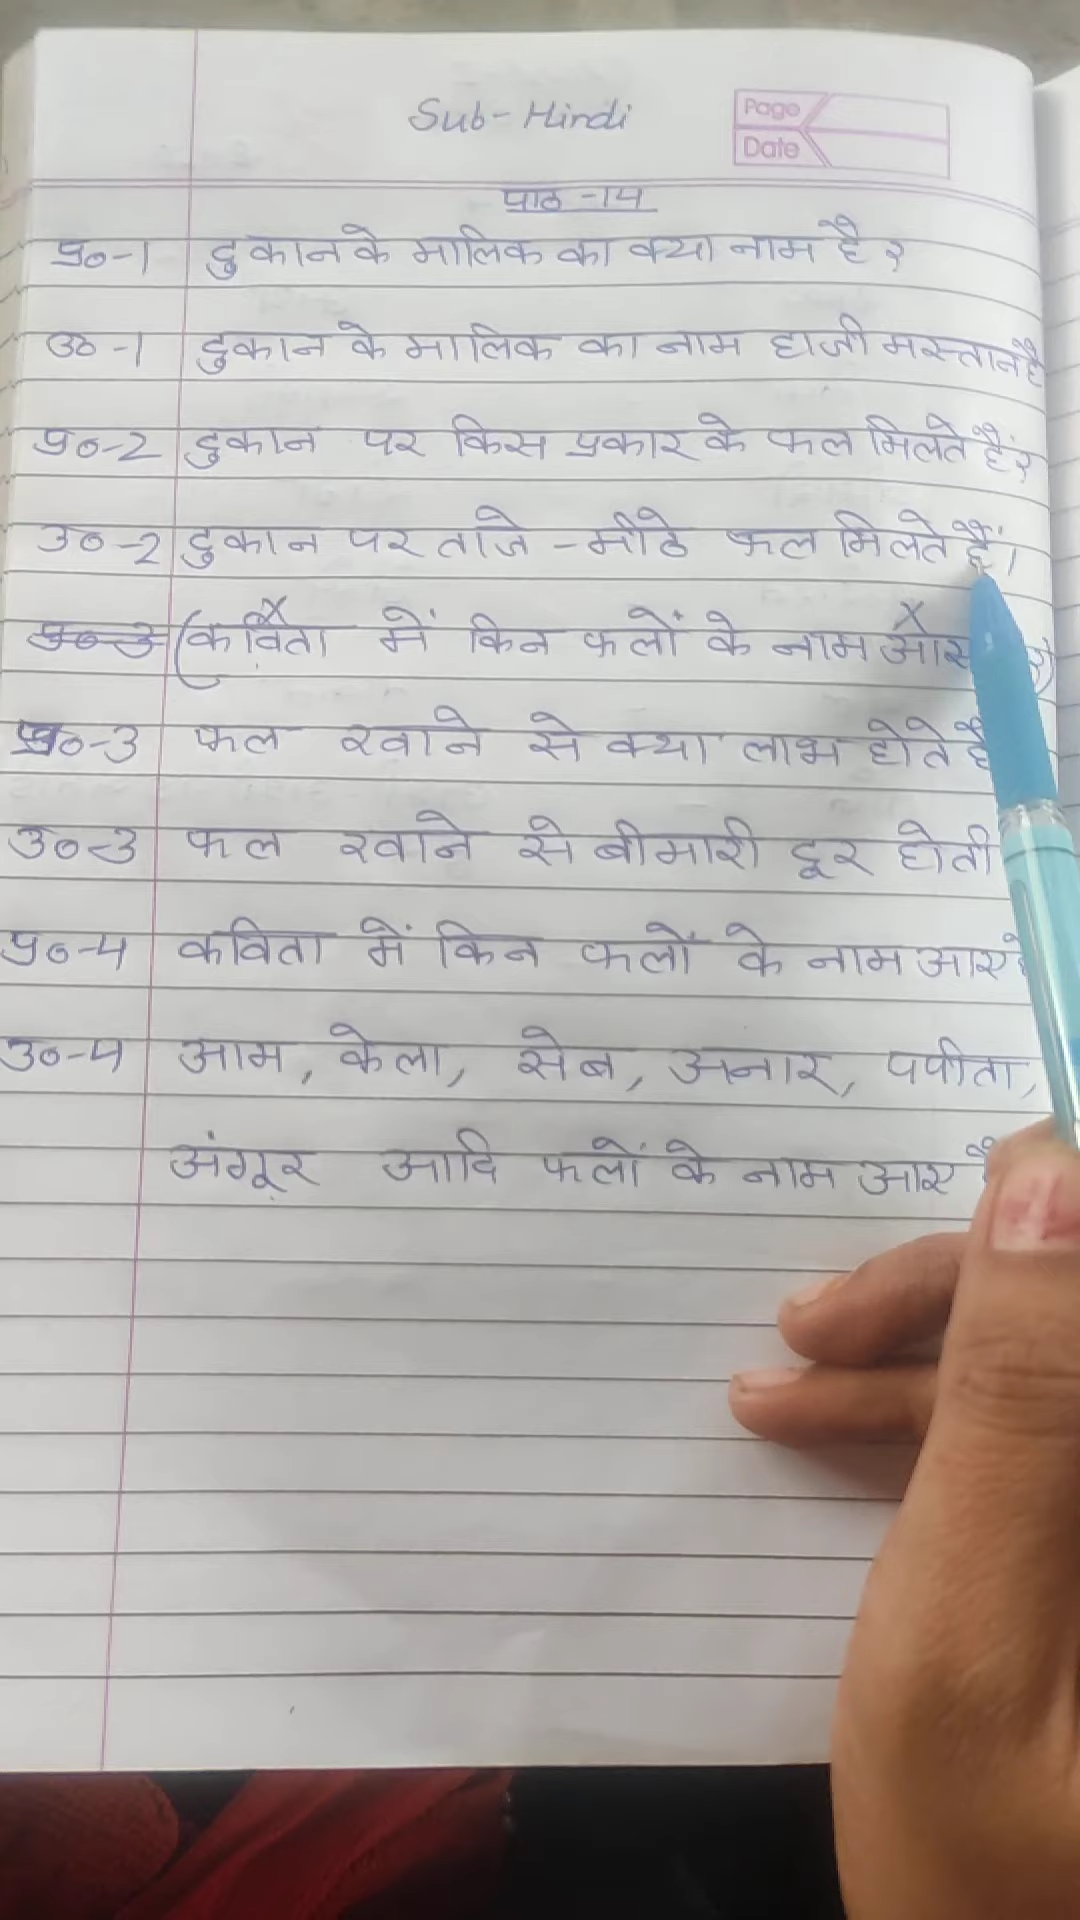 Sub- Hindi
Page
Date
पाठ -14
प्र०-1 दुकान के मालिक का क्या नाम है ?
उ०-1 दुकान के मालिक का नाम हाजी मस्तान है
प्र०-2 दुकान पर किस प्रकार के फल मिलते हैं?
उ०-2 दुकान पर ताजे - मीठे फल मिलते हैं।
प्र०-3 (कविता में किन फलों के नाम
प्र०-3 फल खाने से क्या लाभ होते
उ०-3 फल खाने से बीमारी दूर होती
प्र०-4 कविता में किन फलों के नाम आए
उ०-4 आम, केला, सेब, अनार, पपीता,
अंगूर आदि फलों के नाम आए